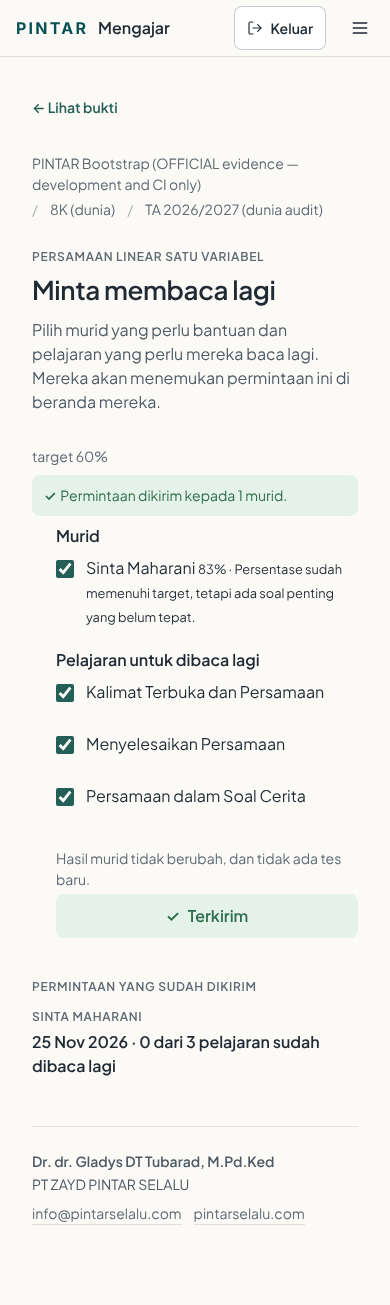 PINTAR Mengajar
Keluar
← Lihat bukti
PINTAR Bootstrap (OFFICIAL evidence —
development and CI only)
/ 8K (dunia) / TA 2026/2027 (dunia audit)
PERSAMAAN LINEAR SATU VARIABEL
Minta membaca lagi
Pilih murid yang perlu bantuan dan
pelajaran yang perlu mereka baca lagi.
Mereka akan menemukan permintaan ini di
beranda mereka.
target 60%
✓ Permintaan dikirim kepada 1 murid.
Murid
Sinta Maharani 83% · Persentase sudah
memenuhi target, tetapi ada soal penting
yang belum tepat.
Pelajaran untuk dibaca lagi
Kalimat Terbuka dan Persamaan
Menyelesaikan Persamaan
Persamaan dalam Soal Cerita
Hasil murid tidak berubah, dan tidak ada tes
baru.
✓ Terkirim
PERMINTAAN YANG SUDAH DIKIRIM
SINTA MAHARANI
25 Nov 2026 · 0 dari 3 pelajaran sudah
dibaca lagi
Dr. dr. Gladys DT Tubarad, M.Pd.Ked
PT ZAYD PINTAR SELALU
info@pintarselalu.com pintarselalu.com